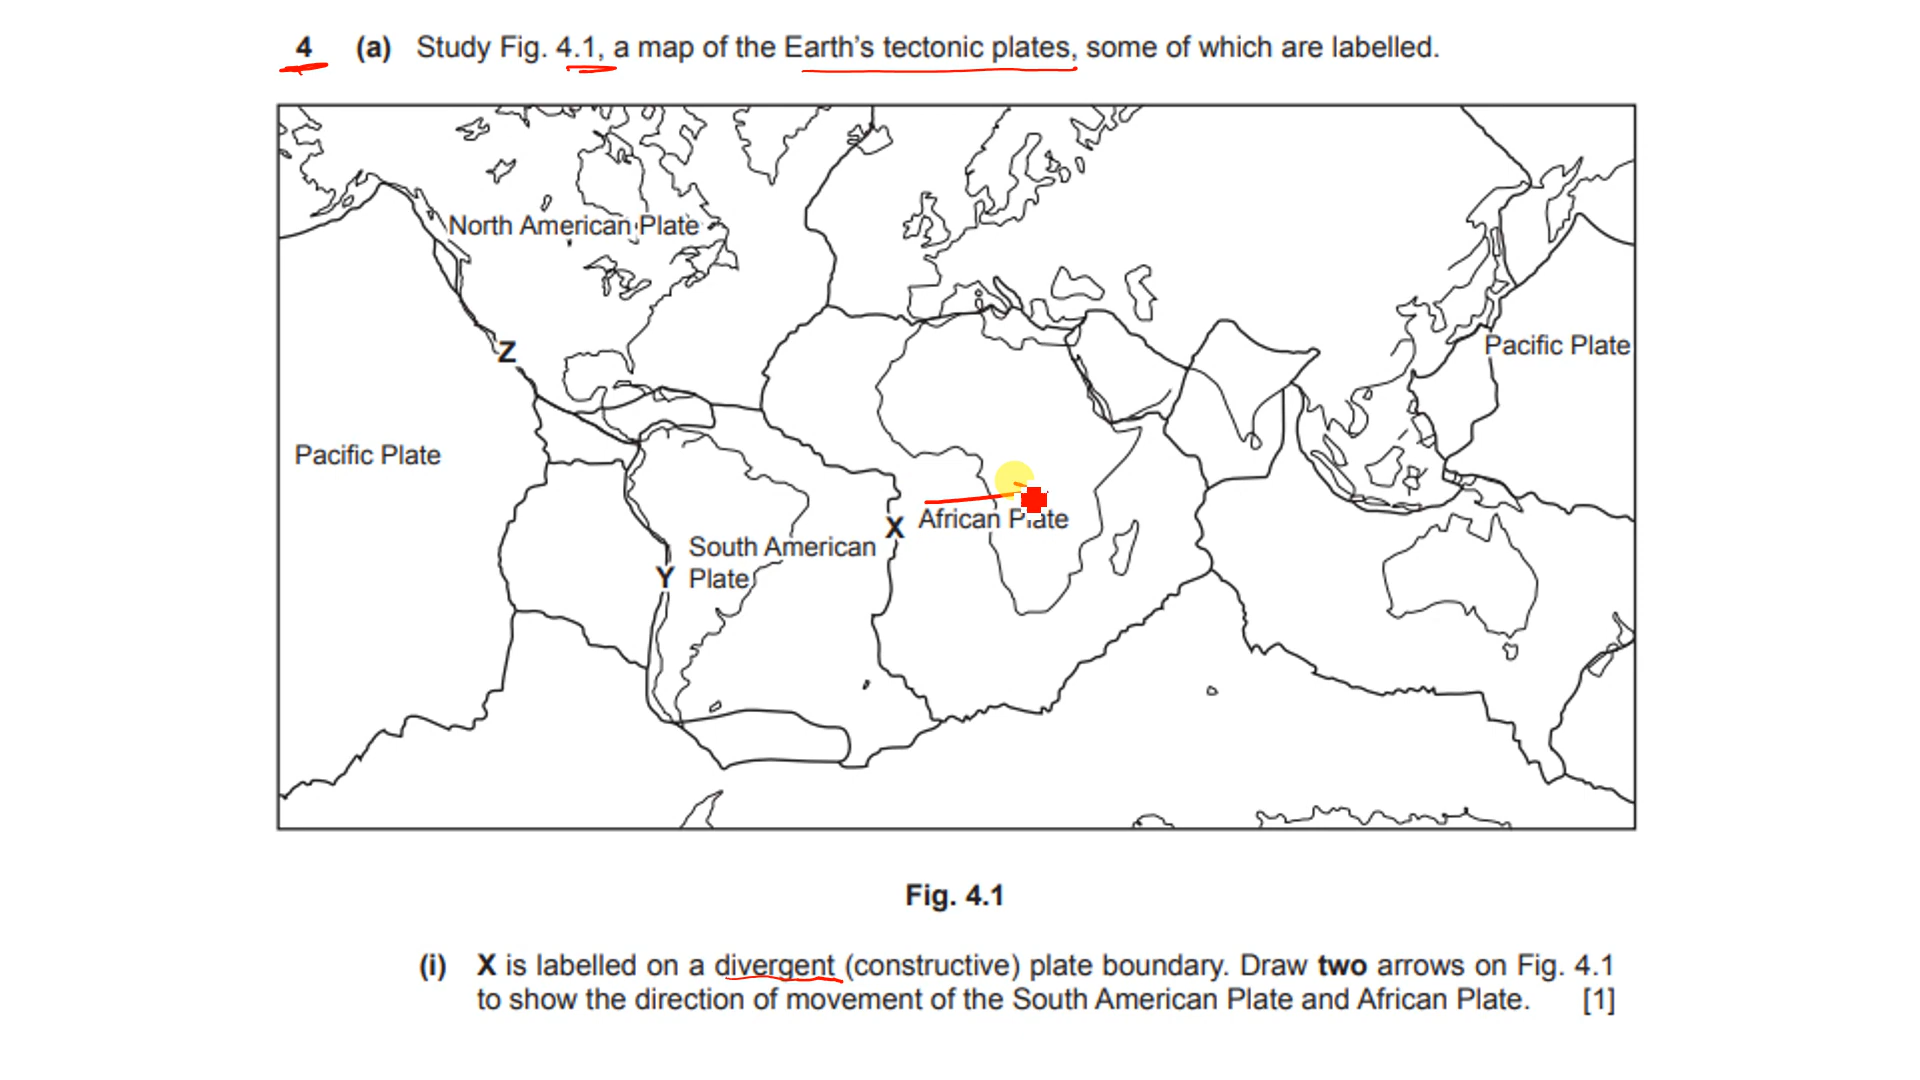 4 (a) Study Fig. 4.1, a map of the Earth's tectonic plates, some of which are labelled.
North American Plate
Z
Pacific Plate
Pacific Plate
X African Plate
South American
Y Plate
Fig. 4.1
(i) X is labelled on a divergent (constructive) plate boundary. Draw two arrows on Fig. 4.1
to show the direction of movement of the South American Plate and African Plate. [1]